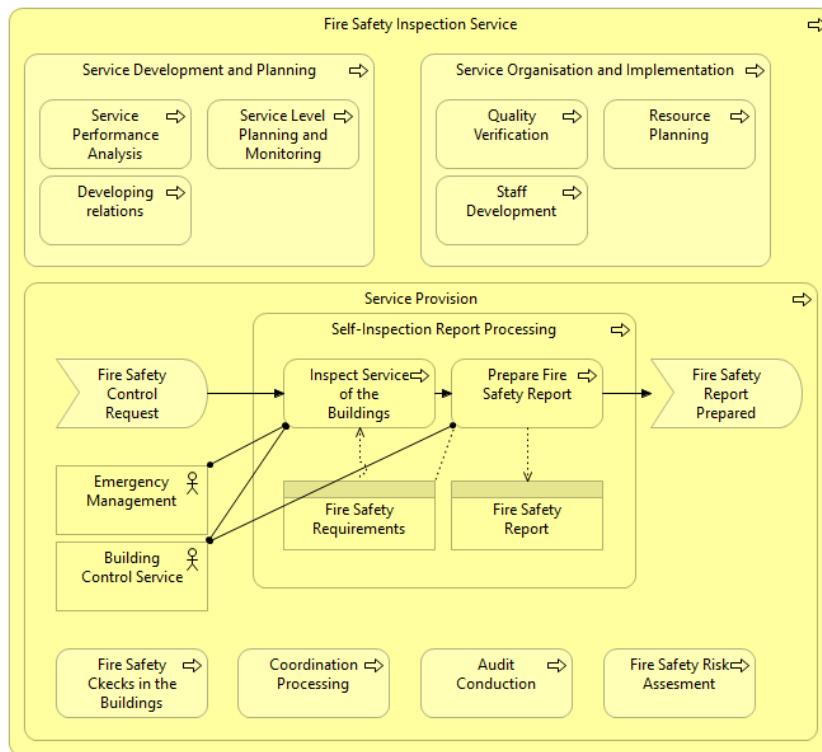 Fire Safety Inspection Service
Service Development and Planning
Service
Performance
Analysis
Service Level
Planning and
Monitoring
Developing
relations
Service Organisation and Implementation
Quality
Verification
Resource
Planning
Staff
Development
Service Provision
Self-Inspection Report Processing
Fire Safety
Control
Request
Inspect Service
of the
Buildings
Prepare Fire
Safety Report
Fire Safety
Report
Prepared
Emergency
Management
Building
Control Service
Fire Safety
Requirements
Fire Safety
Report
Fire Safety
Ckecks in the
Buildings
Coordination
Processing
Audit
Conduction
Fire Safety Risk
Assesment